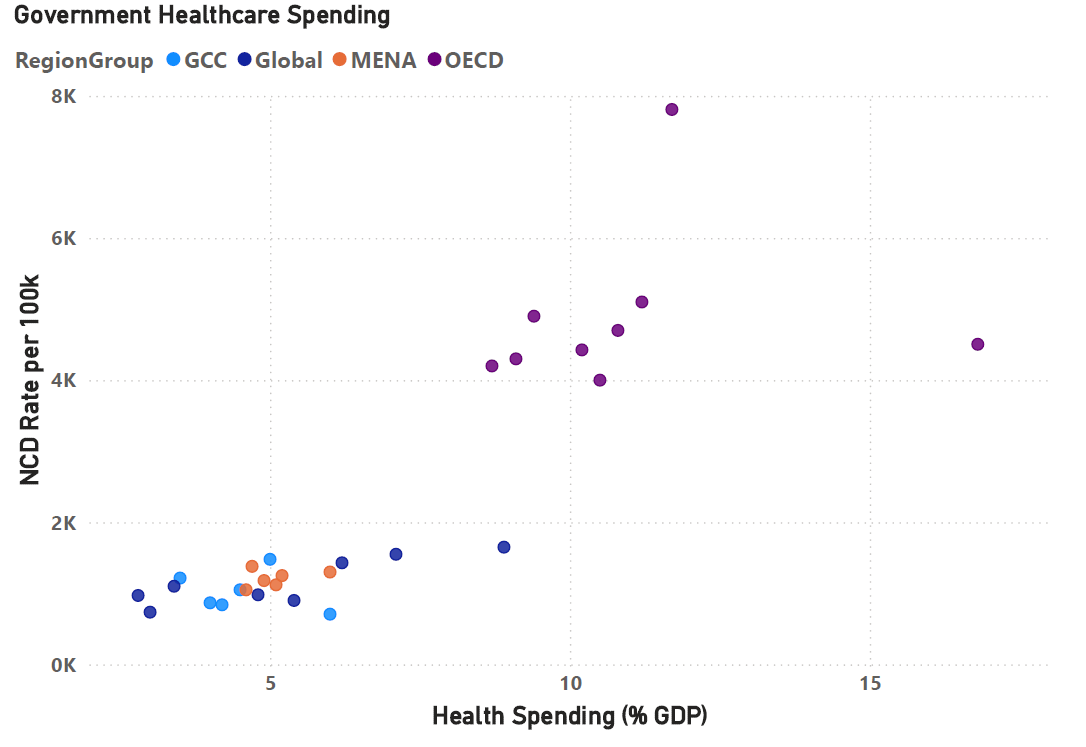 Government Healthcare Spending
RegionGroup GCC Global MENA OECD
8K
6K
4K
2K
0K
NCD Rate per 100k
5 10 15
Health Spending (% GDP)